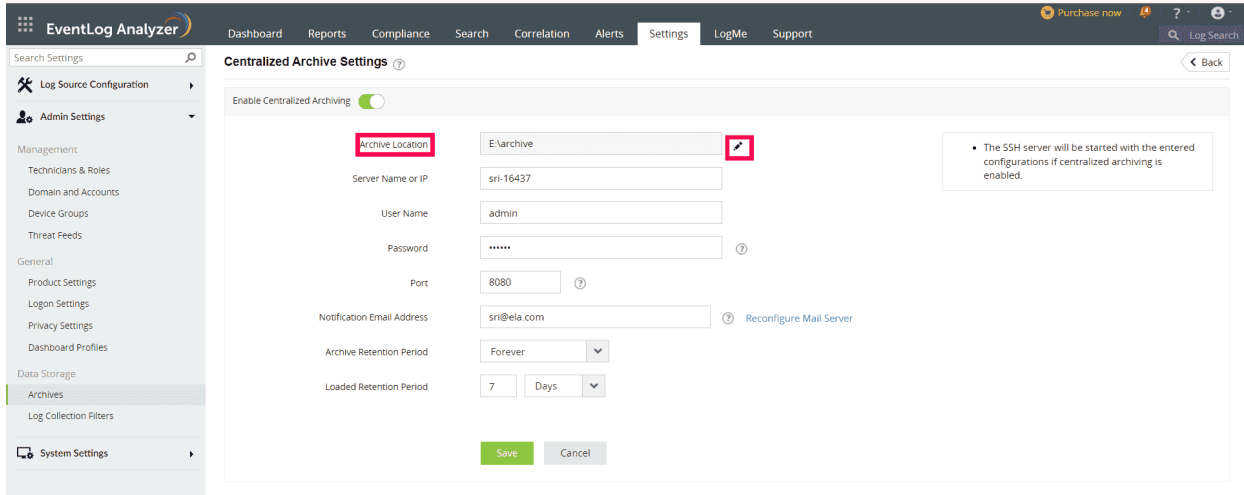 Purchase now
4
?
EventLog Analyzer
Dashboard Reports Compliance Search Correlation Alerts Settings LogMe Support
Log Search
Search Settings
Centralized Archive Settings ?
Back
Log Source Configuration
Enable Centralized Archiving
Admin Settings
Archive Location E:\archive
• The SSH server will be started with the entered
configurations if centralized archiving is
enabled.
Management
Technicians & Roles
Server Name or IP sri-16437
Domain and Accounts
Device Groups
User Name admin
Threat Feeds
Password •••••• ?
General
Product Settings
Port 8080 ?
Logon Settings
Privacy Settings
Notification Email Address sri@ela.com ? Reconfigure Mail Server
Dashboard Profiles
Archive Retention Period Forever
Data Storage
Archives
Loaded Retention Period 7 Days
Log Collection Filters
System Settings
Save Cancel